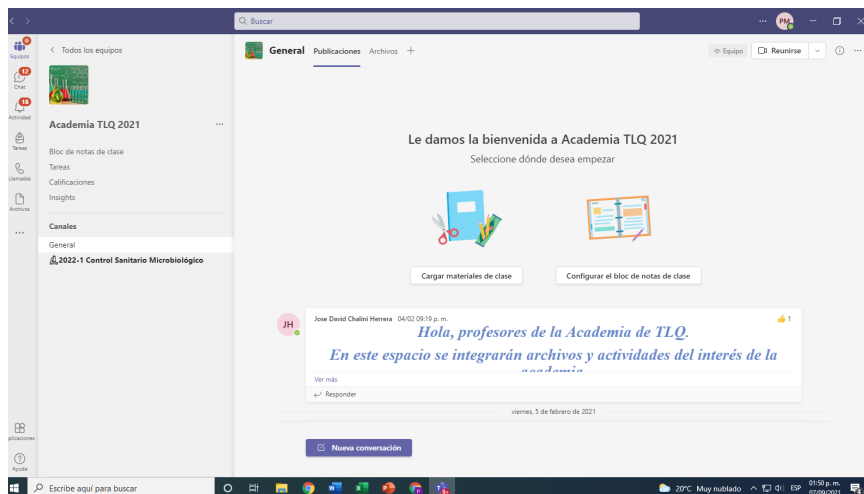 Buscar
PM
Equipos
12
Chat
18
Actividad
Tareas
Llamadas
Archivos
Aplicaciones
Ayuda
Todos los equipos
Academia TLQ 2021
Bloc de notas de clase
Tareas
Calificaciones
Insights
Canales
General
2022-1 Control Sanitario Microbiológico
General Publicaciones Archivos
Equipo Reunirse
Le damos la bienvenida a Academia TLQ 2021
Seleccione dónde desea empezar
Cargar materiales de clase Configurar el bloc de notas de clase
JH
Jose David Chalini Herrera 04/02 09:19 p. m.
1
Hola, profesores de la Academia de TLQ.
En este espacio se integrarán archivos y actividades del interés de la
academia
Ver más
Responder
viernes, 5 de febrero de 2021
Nueva conversación
Escribe aquí para buscar
20°C Muy nublado ESP 01:50 p. m.
07/09/2021